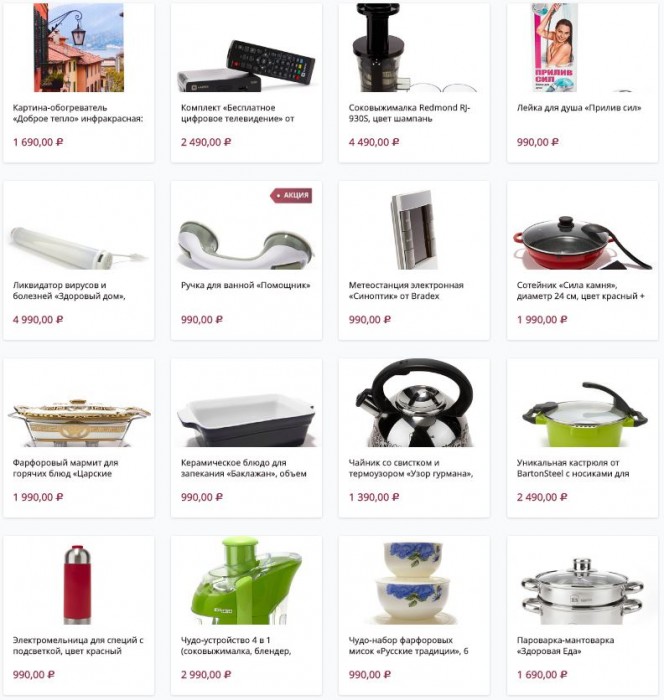 ПРИЛИВ
СИЛ
Картина-обогреватель
«Доброе тепло» инфракрасная:
1 690,00 ₽
Комплект «Бесплатное
цифровое телевидение» от
2 490,00 ₽
Соковыжималка Redmond RJ-
930S, цвет шампань
4 490,00 ₽
Лейка для душа «Прилив сил»
990,00 ₽
АКЦИЯ
Ликвидатор вирусов и
болезней «Здоровый дом»,
4 990,00 ₽
Ручка для ванной «Помощник»
990,00 ₽
Метеостанция электронная
«Синоптик» от Bradex
990,00 ₽
Сотейник «Сила камня»,
диаметр 24 см, цвет красный +
1 990,00 ₽
Фарфоровый мармит для
горячих блюд «Царские
1 990,00 ₽
Керамическое блюдо для
запекания «Баклажан», объем
990,00 ₽
Чайник со свистком и
термоузором «Узор гурмана»,
1 390,00 ₽
Уникальная кастрюля от
BartonSteel с носиками для
2 490,00 ₽
Электромельница для специй с
подсветкой, цвет красный
990,00 ₽
Чудо-устройство 4 в 1
(соковыжималка, блендер,
2 990,00 ₽
Чудо-набор фарфоровых
мисок «Русские традиции», 6
990,00 ₽
Пароварка-мантоварка
«Здоровая Еда»
1 690,00 ₽